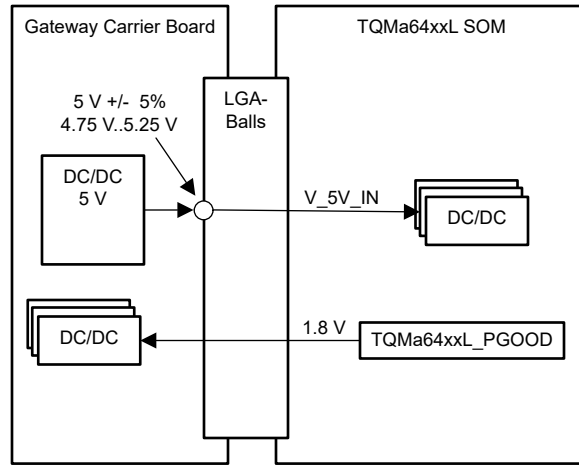 Gateway Carrier Board
TQMa64xxL SOM
5 V +/- 5%
4.75 V..5.25 V
LGA-
Balls
DC/DC
5 V
V_5V_IN
DC/DC
DC/DC
1.8 V
TQMa64xxL_PGOOD